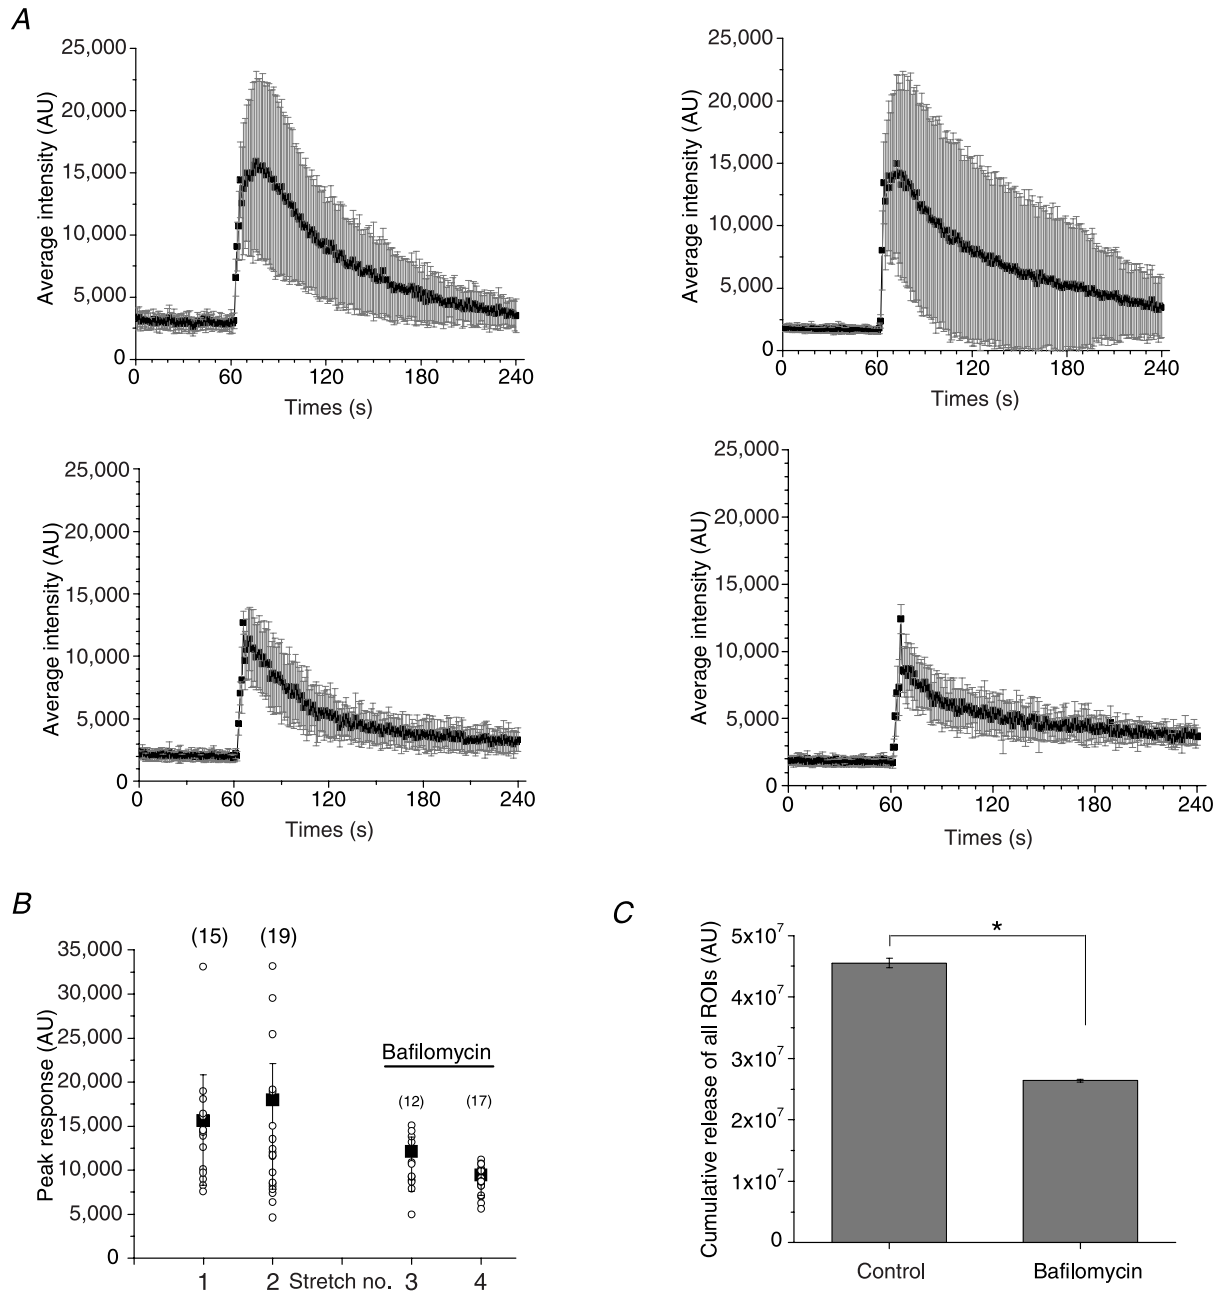 A
25,000
20,000
15,000
10,000
5,000
0
Average intensity (AU)
0 60 120 180 240
Times (s)
25,000
20,000
15,000
10,000
5,000
0
Average intensity (AU)
0 60 120 180 240
Times (s)
25,000
20,000
15,000
10,000
5,000
0
Average intensity (AU)
0 60 120 180 240
Times (s)
25,000
20,000
15,000
10,000
5,000
0
Average intensity (AU)
0 60 120 180 240
Times (s)
B
(15) (19)
35,000
30,000
25,000
20,000
15,000
10,000
5,000
0
Peak response (AU)
Bafilomycin
(12) (17)
1 2 Stretch no. 3 4
C
*
5x10⁷
4x10⁷
3x10⁷
2x10⁷
1x10⁷
0
Cumulative release of all ROIs (AU)
Control Bafilomycin